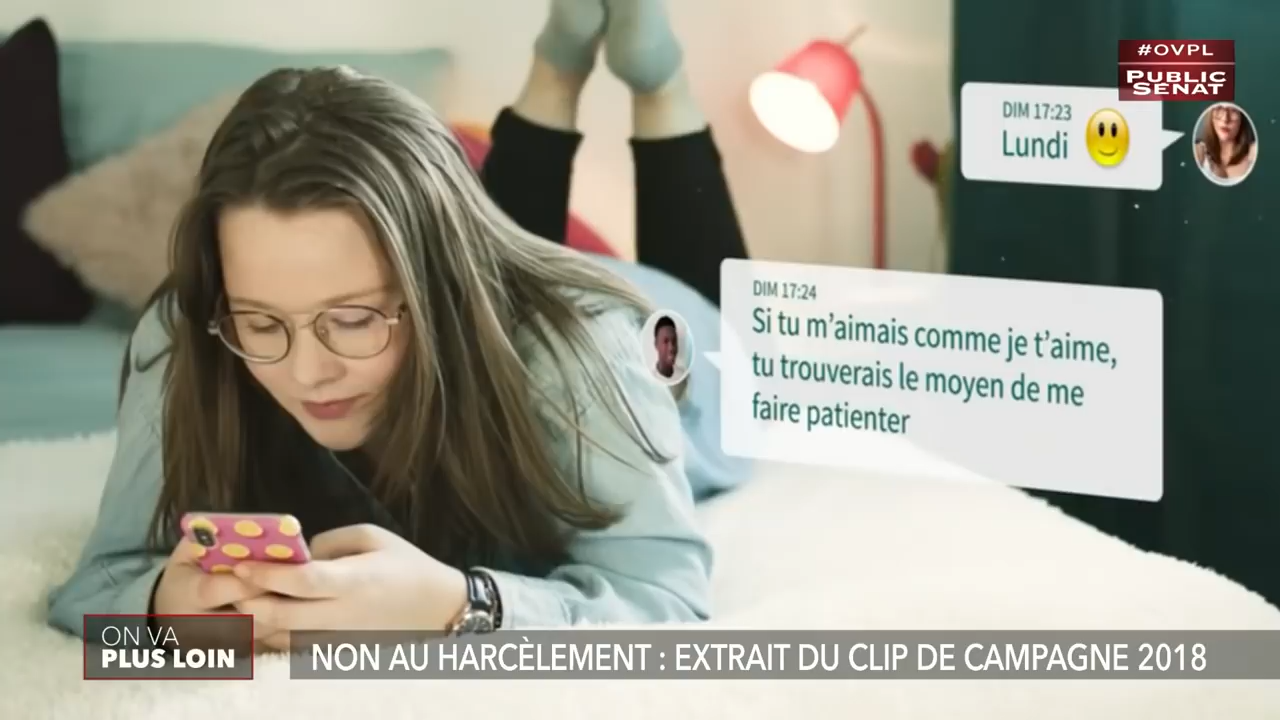 #OVPL
PUBLIC
SENAT
DIM 17:23
Lundi
DIM 17:24
Si tu m'aimais comme je t'aime,
tu trouverais le moyen de me
faire patienter
ON VA
PLUS LOIN
NON AU HARCÈLEMENT : EXTRAIT DU CLIP DE CAMPAGNE 2018